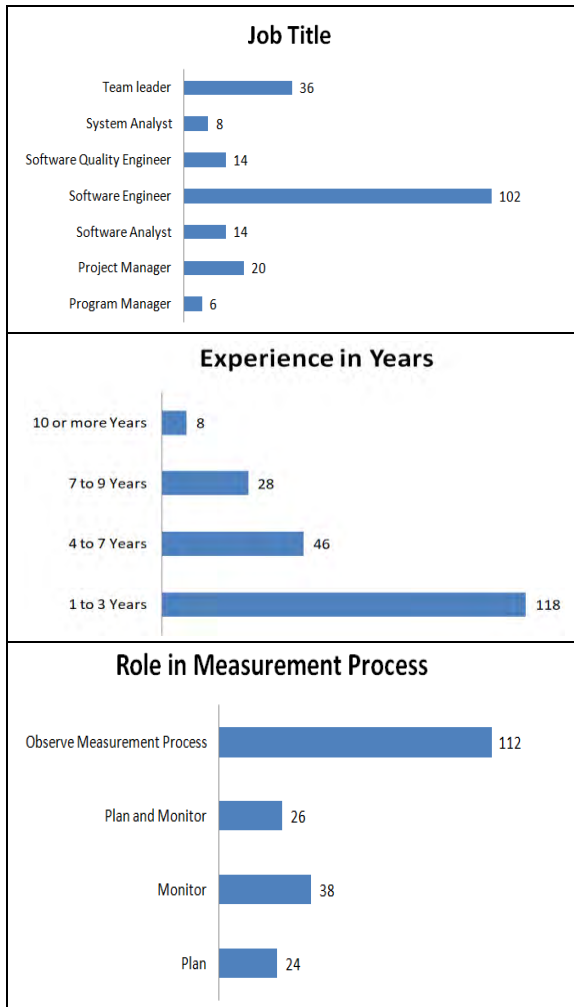 Job Title
Team leader 36
System Analyst 8
Software Quality Engineer 14
Software Engineer 102
Software Analyst 14
Project Manager 20
Program Manager 6
Experience in Years
10 or more Years 8
7 to 9 Years 28
4 to 7 Years 46
1 to 3 Years 118
Role in Measurement Process
Observe Measurement Process 112
Plan and Monitor 26
Monitor 38
Plan 24